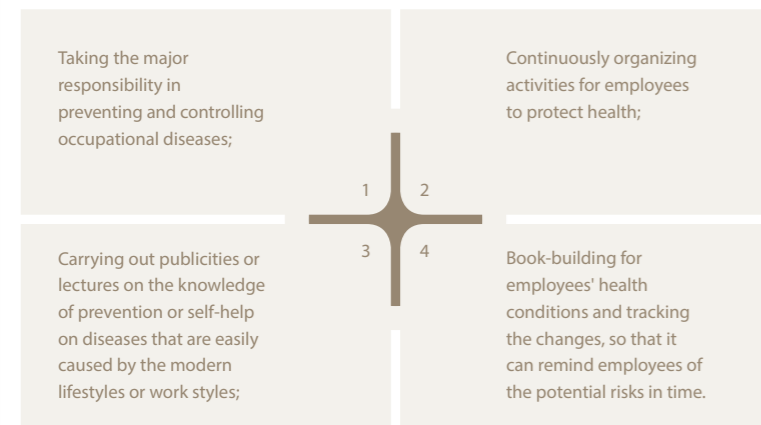 Taking the major
responsibility in
preventing and controlling
occupational diseases;
Continuously organizing
activities for employees
to protect health;
1
2
3
4
Carrying out publicities or
lectures on the knowledge
of prevention or self-help
on diseases that are easily
caused by the modern
lifestyles or work styles;
Book-building for
employees' health
conditions and tracking
the changes, so that it
can remind employees of
the potential risks in time.